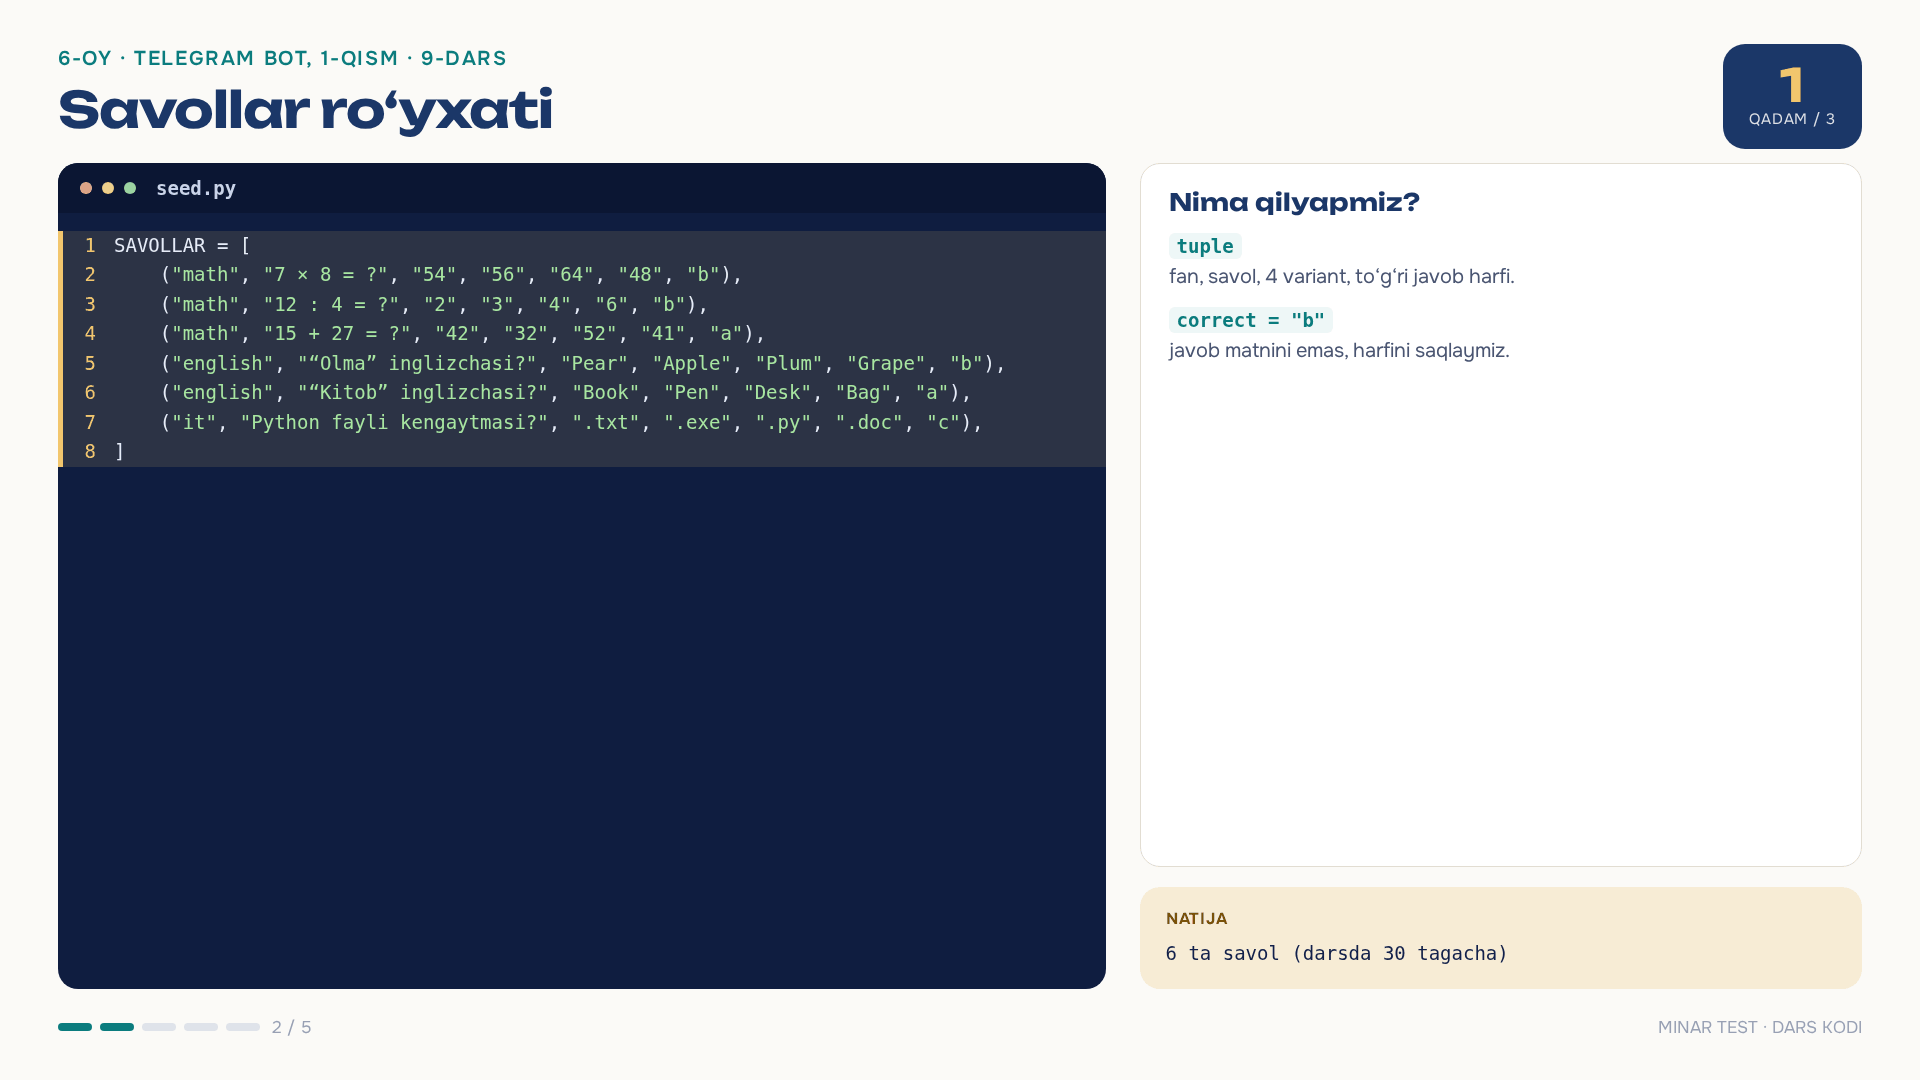 6-OY · TELEGRAM BOT, 1-QISM · 9-DARS
Savollar ro‘yxati
1
QADAM / 3
seed.py
1 SAVOLLAR = [
2     ("math", "7 × 8 = ?", "54", "56", "64", "48", "b"),
3     ("math", "12 : 4 = ?", "2", "3", "4", "6", "b"),
4     ("math", "15 + 27 = ?", "42", "32", "52", "41", "a"),
5     ("english", "“Olma” inglizchasi?", "Pear", "Apple", "Plum", "Grape", "b"),
6     ("english", "“Kitob” inglizchasi?", "Book", "Pen", "Desk", "Bag", "a"),
7     ("it", "Python fayli kengaytmasi?", ".txt", ".exe", ".py", ".doc", "c"),
8 ]
Nima qilyapmiz?
tuple
fan, savol, 4 variant, to‘g‘ri javob harfi.
correct = "b"
javob matnini emas, harfini saqlaymiz.
NATIJA
6 ta savol (darsda 30 tagacha)
2 / 5
MINAR TEST · DARS KODI